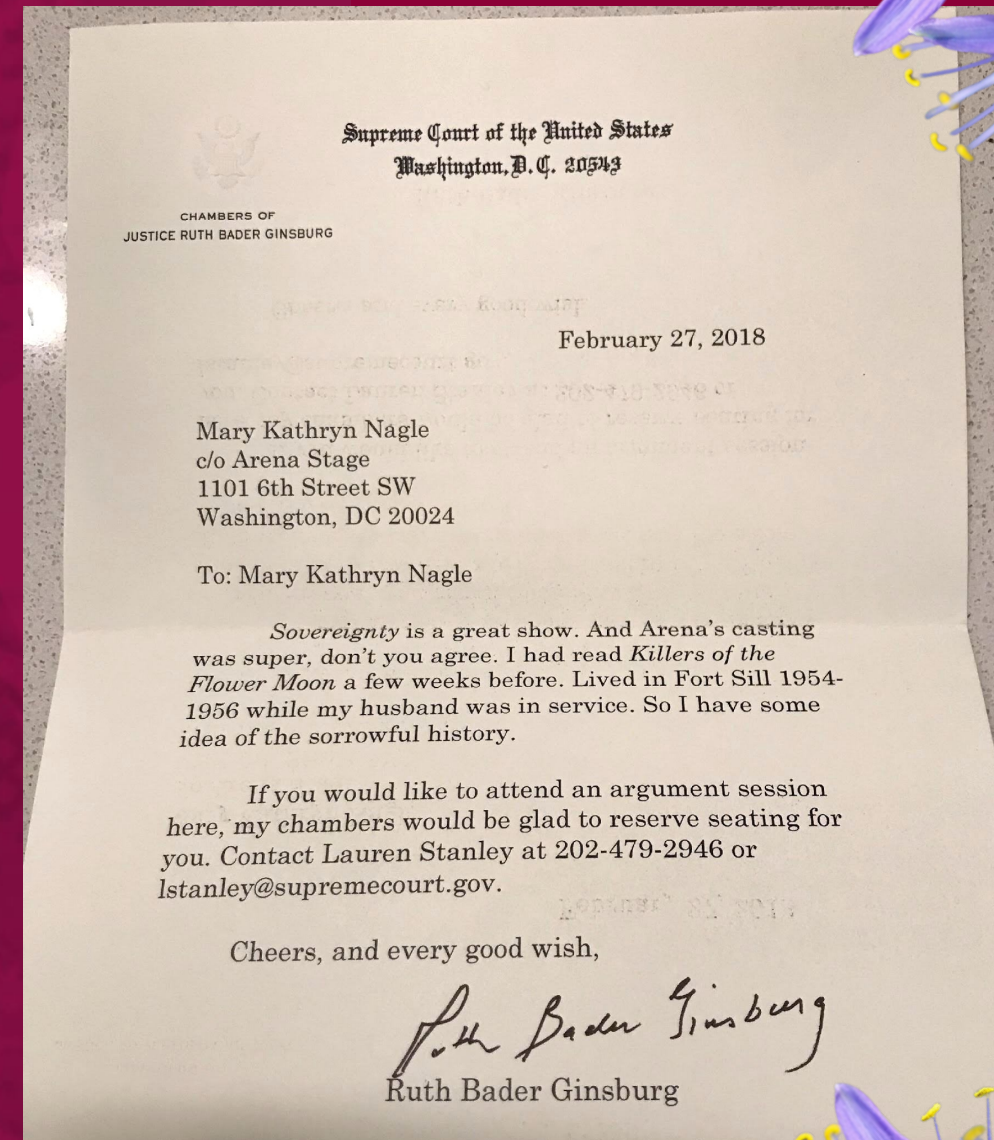 Supreme Court of the United States
Washington, D.C. 20543
CHAMBERS OF
JUSTICE RUTH BADER GINSBURG
February 27, 2018
Mary Kathryn Nagle
c/o Arena Stage
1101 6th Street SW
Washington, DC 20024
To: Mary Kathryn Nagle
Sovereignty is a great show. And Arena's casting
was super, don't you agree. I had read Killers of the
Flower Moon a few weeks before. Lived in Fort Sill 1954-
1956 while my husband was in service. So I have some
idea of the sorrowful history.
If you would like to attend an argument session
here, my chambers would be glad to reserve seating for
you. Contact Lauren Stanley at 202-479-2946 or
lstanley@supremecourt.gov.
Cheers, and every good wish,
Ruth Bader Ginsburg
Ruth Bader Ginsburg